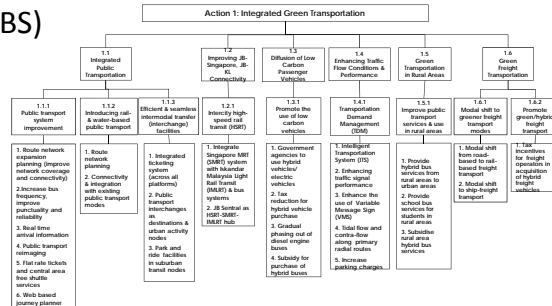 BS)
Action 1: Integrated Green Transportation
1.1
Integrated
Public
Transportation
1.2
Improving JB-
Singapore, JB-
KL
Connectivity
1.3
Diffusion of Low
Carbon
Passenger
Vehicles
1.4
Enhancing Traffic
Flow Conditions &
Performance
1.5
Green
Transportation
in Rural Areas
1.6
Green
Freight
Transportation
1.1.1
Public transport
system
improvement
1.1.2
Introducing rail-
& water-based
public transport
1.1.3
Efficient & seamless
intermodal transfer
(interchange)
facilities
1.2.1
Intercity high-
speed rail
transit (HSRT)
1.3.1
Promote the
use of low
carbon
vehicles
1.4.1
Transportation
Demand
Management
(TDM)
1.5.1
Improve public
transport
services & use
in rural areas
1.6.1
Modal shift to
greener freight
transport
modes
1.6.2
Promote
green/hybrid
freight
transport
1. Route network
expansion planning
(improve network
coverage and
connectivity)
2.Increase bus
frequency,
improve
punctuality and
reliability
3. Real time
arrival information
4. Public transport
reimaging
5. Flat rate tickets
and central area
free shuttle
services
6. Web based
journey planner
1. Route
network
planning
2. Connectivity
& integration
with existing
public
transport modes
1. Integrated
ticketing
system
(across all
platforms)
2. Public
transport
interchanges as
destinations &
urban activity
nodes
3. Park and
ride facilities in
suburban
transit nodes
1. Integrate
Singapore MRT
(SMRT) system
with Iskandar
Malaysia Light
Rail Transit
(IMLRT) & bus
systems
2. JB Sentral as
HSRT-SMRT-
IMLRT hub
1. Government
agencies to use
hybrid vehicles/
electric
vehicles
2. Tax
reduction for
hybrid vehicle
purchase
3. Gradual
phasing out of
diesel engine
buses
4. Subsidy for
purchase of
hybrid buses
1. Intelligent
Transportation
System (ITS)
2. Enhancing
traffic signal
performance
3. Enhance the
use of Variable
Message Sign
(VMS)
4. Tidal flow and
contra-flow
along primary
radial routes
5. Increase
parking charges
1. Provide
hybrid bus
services from
rural areas to
urban areas
2. Provide
school bus
services for
students in
rural areas
3. Subsidise
rural area
hybrid bus
services
1. Modal shift
from road-
based to rail-
based freight
transport
2. Modal shift
to ship-freight
transport
1. Tax
incentives
for freight
operators in
acquisition
of hybrid
freight
vehicles